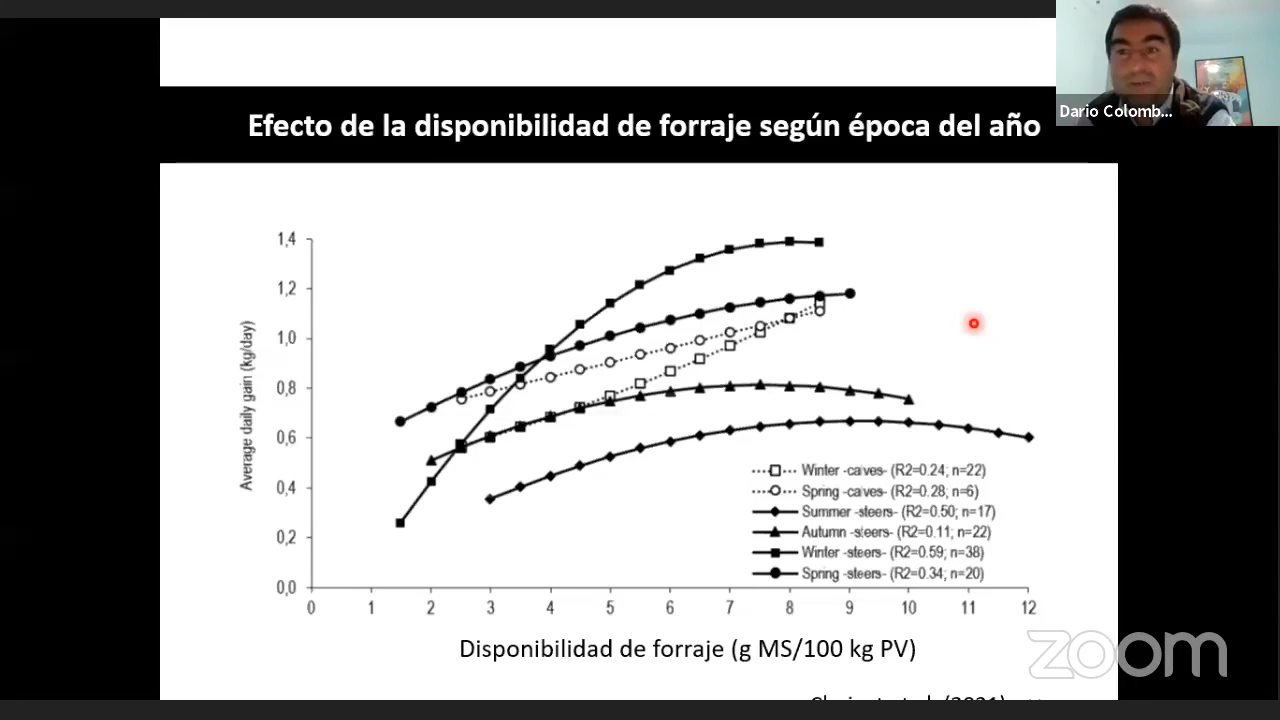 Dario Colomb...
Efecto de la disponibilidad de forraje según época del año
1,4
1,2
1,0
0,8
0,6
0,4
0,2
0,0
Average daily gain (kg/day)
Winter -calves- (R2=0.24; n=22)
Spring -calves- (R2=0.28; n=6)
Summer -steers- (R2=0.50; n=17)
Autumn -steers- (R2=0.11; n=22)
Winter -steers- (R2=0.59; n=38)
Spring -steers- (R2=0.34; n=20)
0 1 2 3 4 5 6 7 8 9 10 11 12
Disponibilidad de forraje (g MS/100 kg PV)
zoom